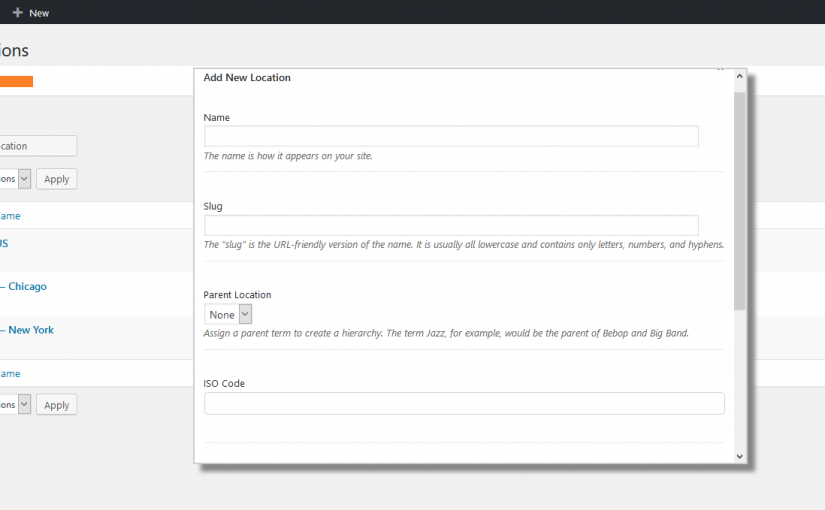 New
ions
Add New Location
Name
The name is how it appears on your site.
cation
ions
Apply
Slug
ame
The "slug" is the URL-friendly version of the name. It is usually all lowercase and contains only letters, numbers, and hyphens.
US
— Chicago
Parent Location
None
— New York
Assign a parent term to create a hierarchy. The term Jazz, for example, would be the parent of Bebop and Big Band.
ame
ISO Code
ions
Apply